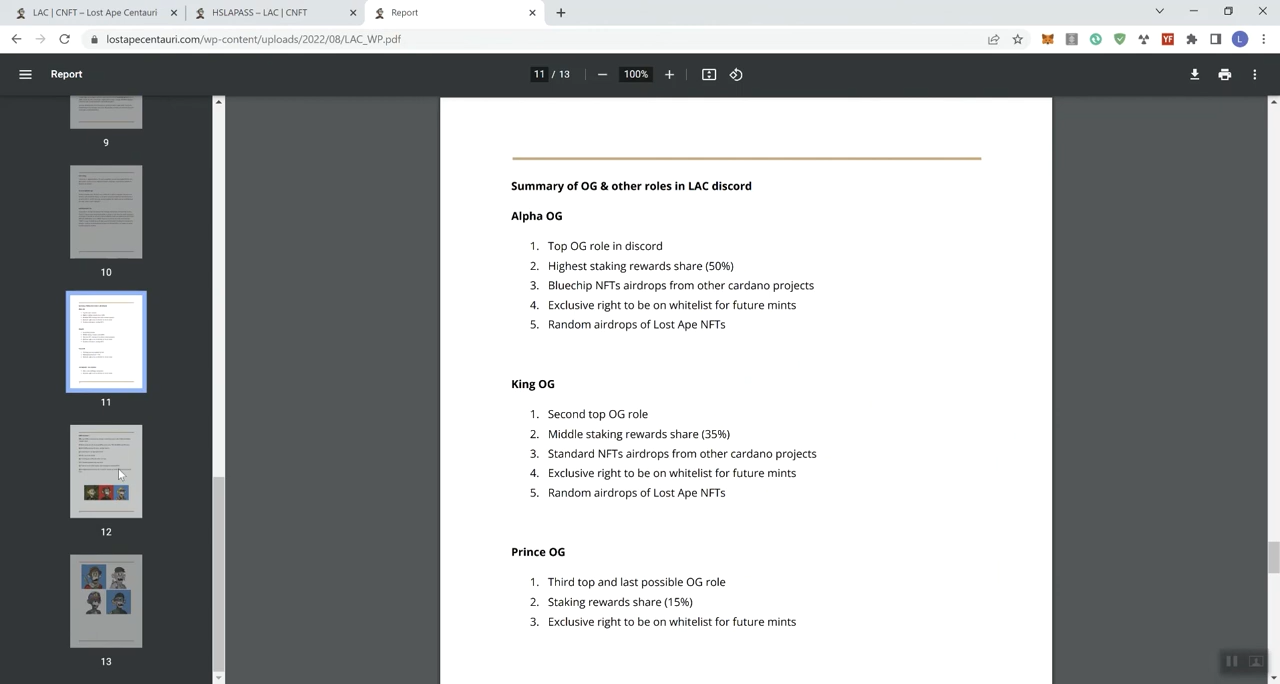 LAC | CNFT – Lost Ape Centauri
HSLAPASS – LAC | CNFT
Report
lostapecentauri.com/wp-content/uploads/2022/08/LAC_WP.pdf
YF
L
Report
11 / 13
100%
9
10
11
12
13
Summary of OG & other roles in LAC discord
Alpha OG
1. Top OG role in discord
2. Highest staking rewards share (50%)
3. Bluechip NFTs airdrops from other cardano projects
4. Exclusive right to be on whitelist for future mints
5. Random airdrops of Lost Ape NFTs
King OG
1. Second top OG role
2. Middle staking rewards share (35%)
3. Standard NFTs airdrops from other cardano projects
4. Exclusive right to be on whitelist for future mints
5. Random airdrops of Lost Ape NFTs
Prince OG
1. Third top and last possible OG role
2. Staking rewards share (15%)
3. Exclusive right to be on whitelist for future mints